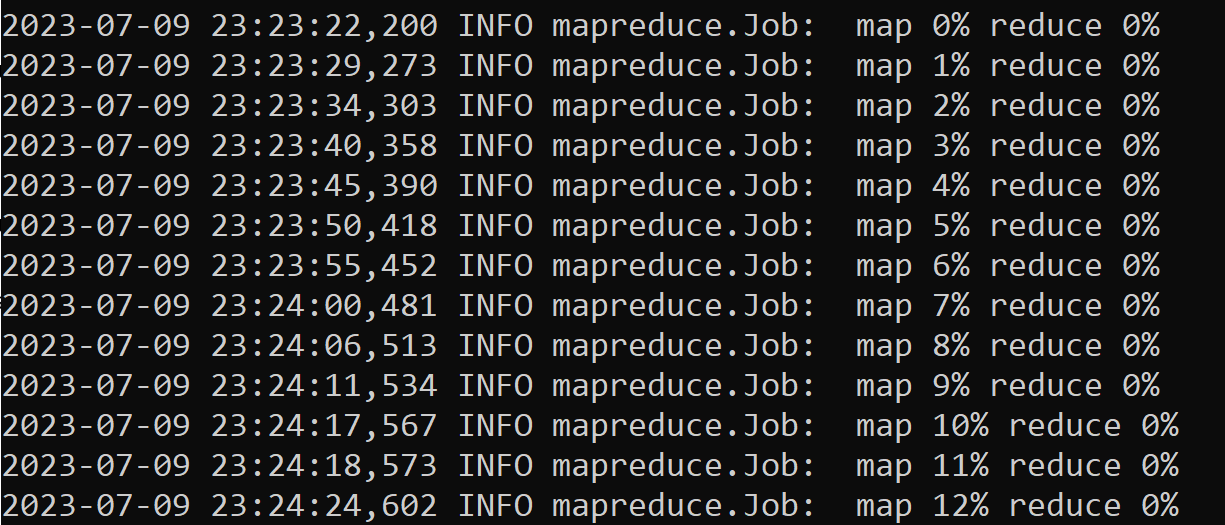 2023-07-09 23:23:22,200 INFO mapreduce.Job:  map 0% reduce 0%
2023-07-09 23:23:29,273 INFO mapreduce.Job:  map 1% reduce 0%
2023-07-09 23:23:34,303 INFO mapreduce.Job:  map 2% reduce 0%
2023-07-09 23:23:40,358 INFO mapreduce.Job:  map 3% reduce 0%
2023-07-09 23:23:45,390 INFO mapreduce.Job:  map 4% reduce 0%
2023-07-09 23:23:50,418 INFO mapreduce.Job:  map 5% reduce 0%
2023-07-09 23:23:55,452 INFO mapreduce.Job:  map 6% reduce 0%
2023-07-09 23:24:00,481 INFO mapreduce.Job:  map 7% reduce 0%
2023-07-09 23:24:06,513 INFO mapreduce.Job:  map 8% reduce 0%
2023-07-09 23:24:11,534 INFO mapreduce.Job:  map 9% reduce 0%
2023-07-09 23:24:17,567 INFO mapreduce.Job:  map 10% reduce 0%
2023-07-09 23:24:18,573 INFO mapreduce.Job:  map 11% reduce 0%
2023-07-09 23:24:24,602 INFO mapreduce.Job:  map 12% reduce 0%